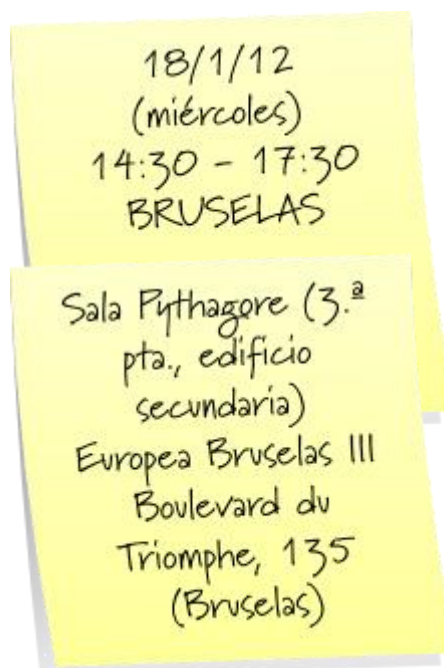 18/1/12
(miércoles)
14:30 – 17:30
BRUSELAS
Sala Pythagore (3.ª
pta., edificio
secundaria)
Europea Bruselas III
Boulevard du
Triomphe, 135
(Bruselas)